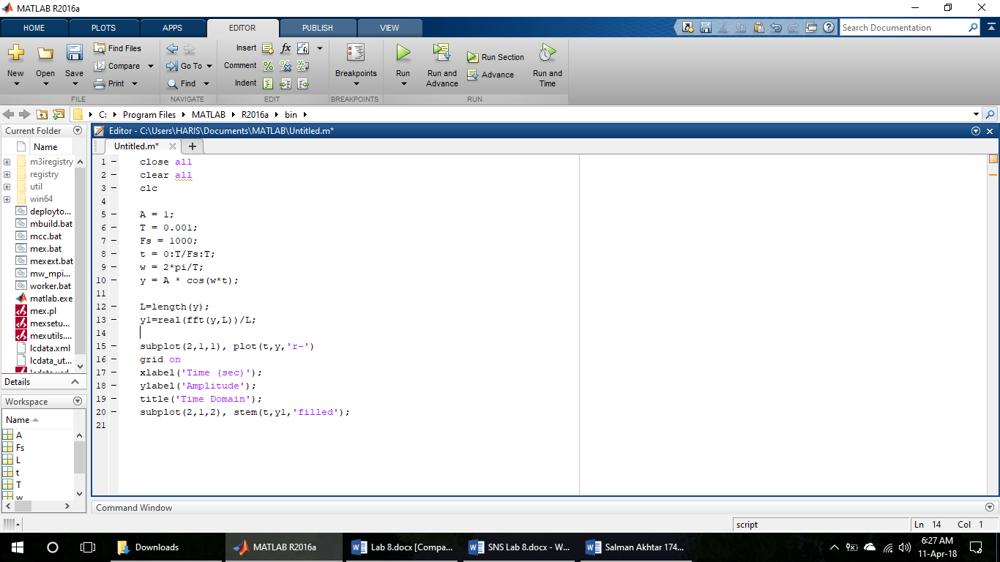 MATLAB R2016a
HOME PLOTS APPS EDITOR PUBLISH VIEW Search Documentation
Find Files Insert fx Run Section
Compare Go To Comment Advance
New Open Save Print Find Indent Breakpoints Run Run and Advance Run and Time
FILE NAVIGATE EDIT BREAKPOINTS RUN
C: Program Files MATLAB R2016a bin
Current Folder
Name
m3iregistry
registry
util
win64
deployto...
mbuild.bat
mcc.bat
mex.bat
mexext.bat
mw_mpi...
worker.bat
matlab.exe
mex.pl
mexsetu...
mexutils....
lcdata.xml
lcdata_ut...
lcdata.xsd
Details
Workspace
Name
A
Fs
L
t
T
w
Editor - C:\Users\HARIS\Documents\MATLAB\Untitled.m*
Untitled.m*
1 close all
2 clear all
3 clc
4
5 A = 1;
6 T = 0.001;
7 Fs = 1000;
8 t = 0:T/Fs:T;
9 w = 2*pi/T;
10 y = A * cos(w*t);
11
12 L=length(y);
13 y1=real(fft(y,L))/L;
14
15 subplot(2,1,1), plot(t,y,'r-')
16 grid on
17 xlabel('Time (sec)');
18 ylabel('Amplitude');
19 title('Time Domain');
20 subplot(2,1,2), stem(t,y1,'filled');
21
Command Window
script Ln 14 Col 1
Downloads MATLAB R2016a Lab 8.docx [Compa... SNS Lab 8.docx - W... Salman Akhtar 174... 6:27 AM
11-Apr-18